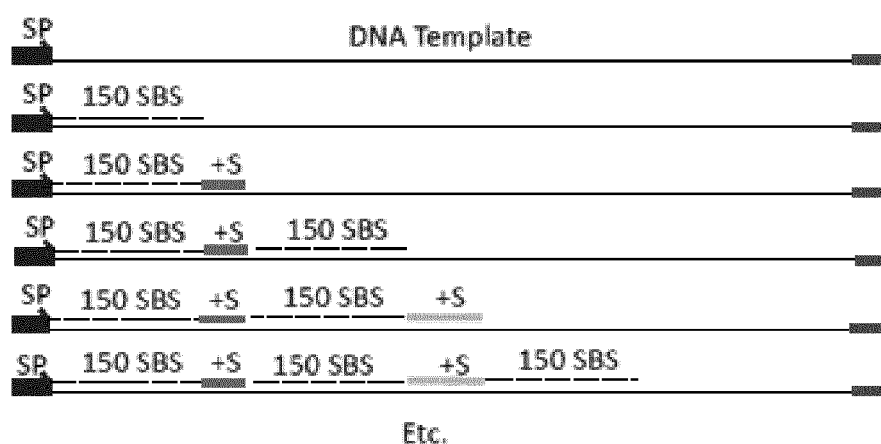 SP DNA Template
SP 150 SBS
SP 150 SBS +S
SP 150 SBS +S 150 SBS
SP 150 SBS +S 150 SBS +S
SP 150 SBS +S 150 SBS +S 150 SBS
Etc.